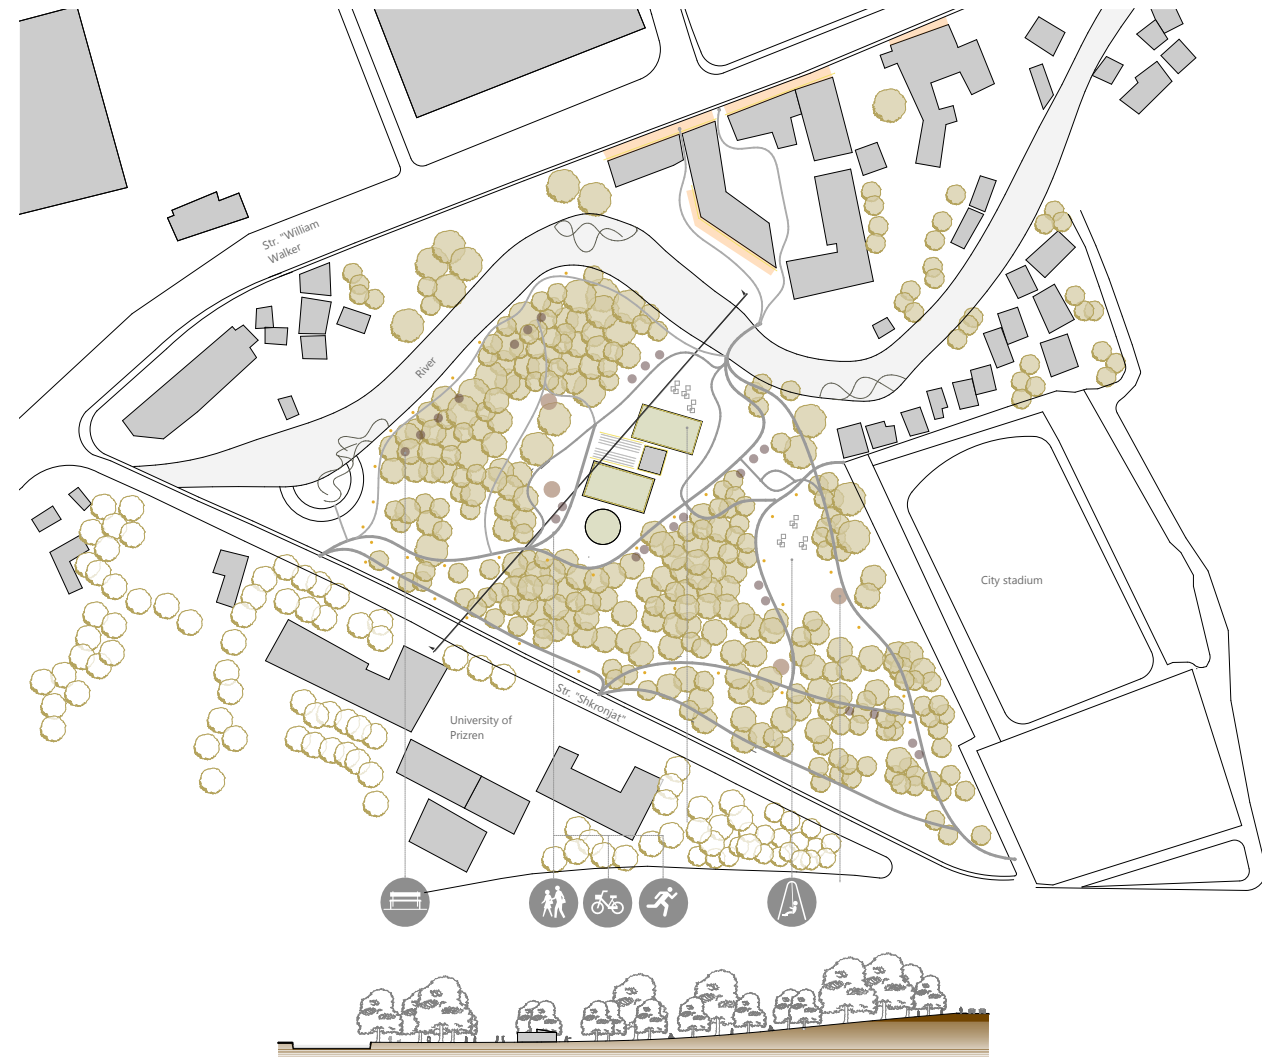 Str. "William
Walker
River
City stadium
Str. "Shkronjat"
University of
Prizren